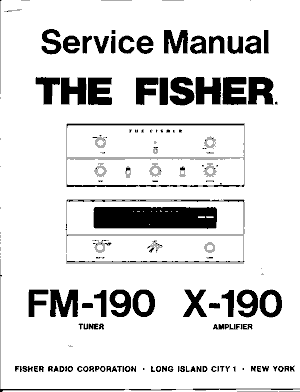 Service Manual
THE FISHER
THE FISHER
FM-190 X-190
TUNER AMPLIFIER
FISHER RADIO CORPORATION · LONG ISLAND CITY 1 · NEW YORK